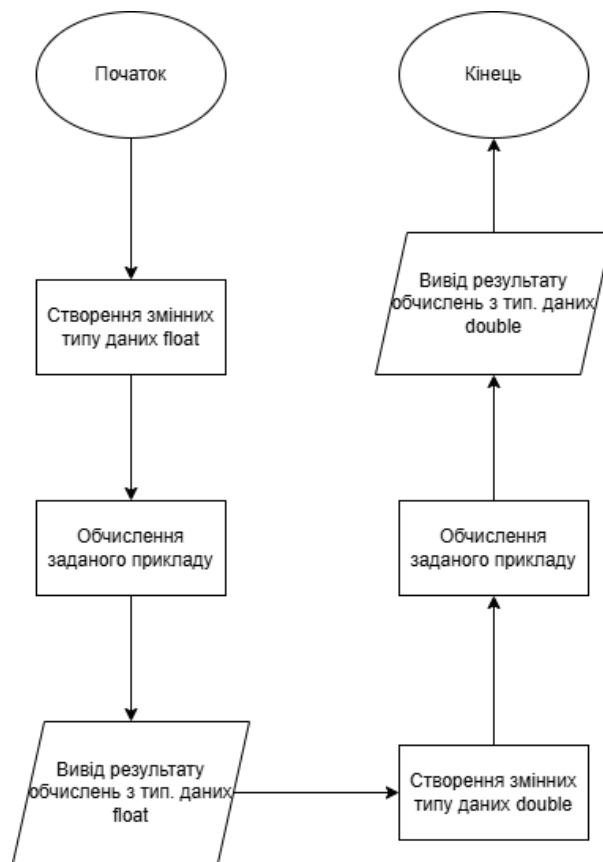 Початок
Створення змінних
типу даних float
Обчислення
заданого прикладу
Вивід результату
обчислень з тип. даних
float
Створення змінних
типу даних double
Обчислення
заданого прикладу
Вивід результату
обчислень з тип. даних
double
Кінець